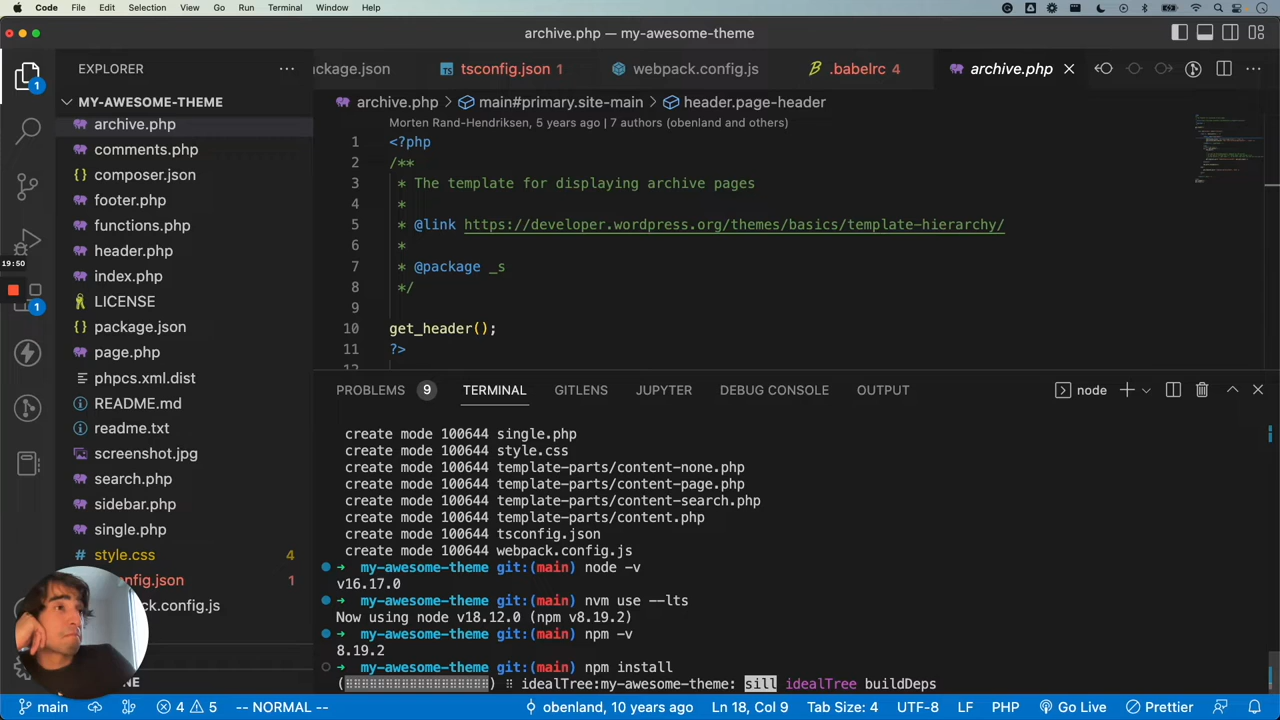 Code File Edit Selection View Go Run Terminal Window Help
archive.php — my-awesome-theme
EXPLORER
ckage.json
tsconfig.json 1
webpack.config.js
.babelrc 4
archive.php
MY-AWESOME-THEME
archive.php
comments.php
composer.json
footer.php
functions.php
header.php
index.php
LICENSE
package.json
page.php
phpcs.xml.dist
README.md
readme.txt
screenshot.jpg
search.php
sidebar.php
single.php
style.css 4
onfig.json 1
ack.config.js
NE
1
19:50
1
archive.php > main#primary.site-main > header.page-header
Morten Rand-Hendriksen, 5 years ago | 7 authors (obenland and others)
1 <?php
2 /**
3 * The template for displaying archive pages
4 *
5 * @link https://developer.wordpress.org/themes/basics/template-hierarchy/
6 *
7 * @package _s
8 */
9
10 get_header();
11 ?>
12
PROBLEMS 9 TERMINAL GITLENS JUPYTER DEBUG CONSOLE OUTPUT
node
create mode 100644 single.php
create mode 100644 style.css
create mode 100644 template-parts/content-none.php
create mode 100644 template-parts/content-page.php
create mode 100644 template-parts/content-search.php
create mode 100644 template-parts/content.php
create mode 100644 tsconfig.json
create mode 100644 webpack.config.js
➜ my-awesome-theme git:(main) node -v
v16.17.0
➜ my-awesome-theme git:(main) nvm use --lts
Now using node v18.12.0 (npm v8.19.2)
➜ my-awesome-theme git:(main) npm -v
8.19.2
➜ my-awesome-theme git:(main) npm install
(⠿⠿⠿⠿⠿⠿⠿⠿⠿⠿⠿⠿⠿⠿⠿⠿⠿⠿) ⠸ idealTree:my-awesome-theme: sill idealTree buildDeps
main 4 5 -- NORMAL -- obenland, 10 years ago Ln 18, Col 9 Tab Size: 4 UTF-8 LF PHP Go Live Prettier